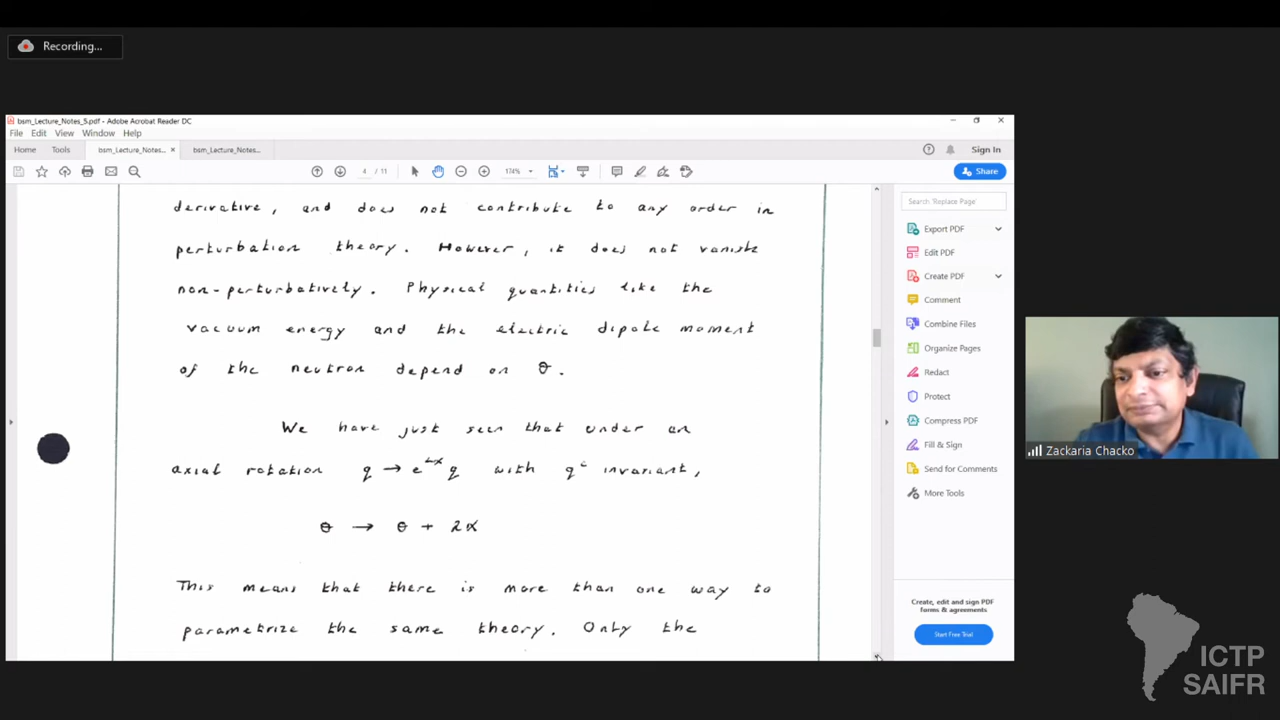 Recording...
bsm_Lecture_Notes_5.pdf - Adobe Acrobat Reader DC
File Edit View Window Help
Home Tools bsm_Lecture_Notes... × bsm_Lecture_Notes... Sign In
4 / 11 174% Share
derivative, and does not contribute to any order in
perturbation theory. However, it does not vanish
non-perturbatively. Physical quantities like the
vacuum energy and the electric dipole moment
of the neutron depend on θ.
We have just seen that under an
axial rotation q → e^{iα} q with q^c invariant,
θ → θ + 2α
This means that there is more than one way to
parametrize the same theory. Only the
Search 'Replace Page'
Export PDF
Edit PDF
Create PDF
Comment
Combine Files
Organize Pages
Redact
Protect
Compress PDF
Fill & Sign
Send for Comments
More Tools
Create, edit and sign PDF
forms & agreements
Start Free Trial
Zackaria Chacko
ICTP
SAIFR